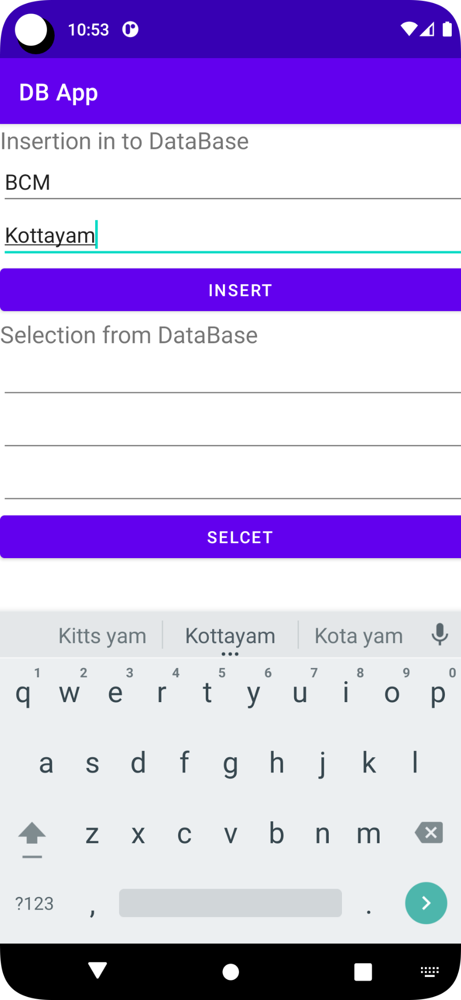 10:53
DB App
Insertion in to DataBase
BCM
Kottayam
INSERT
Selection from DataBase
SELCET
Kitts yam Kottayam Kota yam
1 2 3 4 5 6 7 8 9 0
q w e r t y u i o p
a s d f g h j k l
z x c v b n m
?123 , .